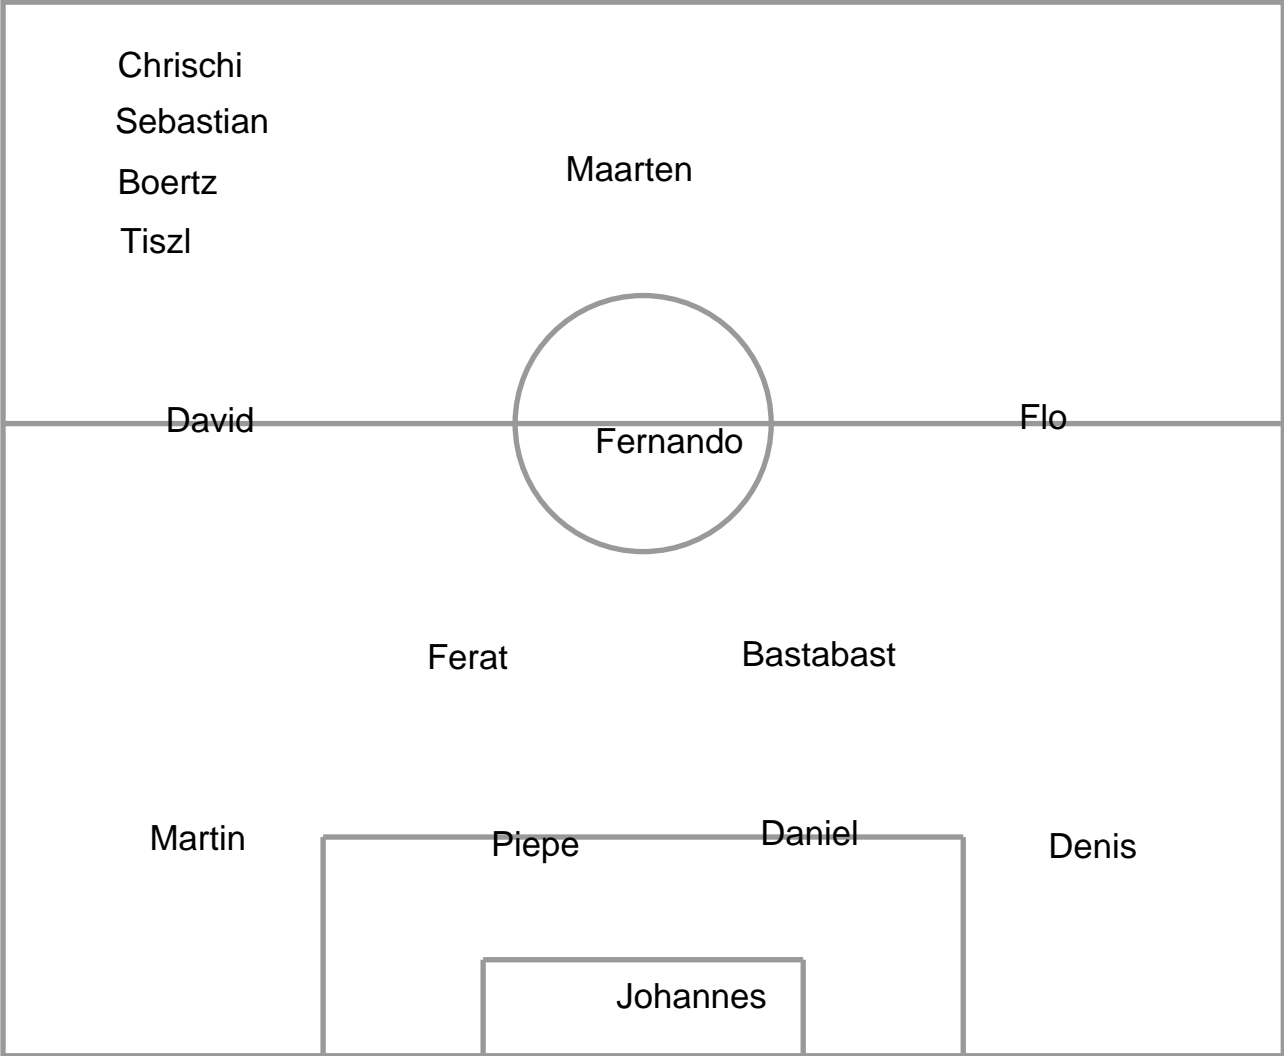 Chrischi
Sebastian
Boertz
Tiszl
Maarten
David
Fernando
Flo
Ferat
Bastabast
Martin
Piepe
Daniel
Denis
Johannes